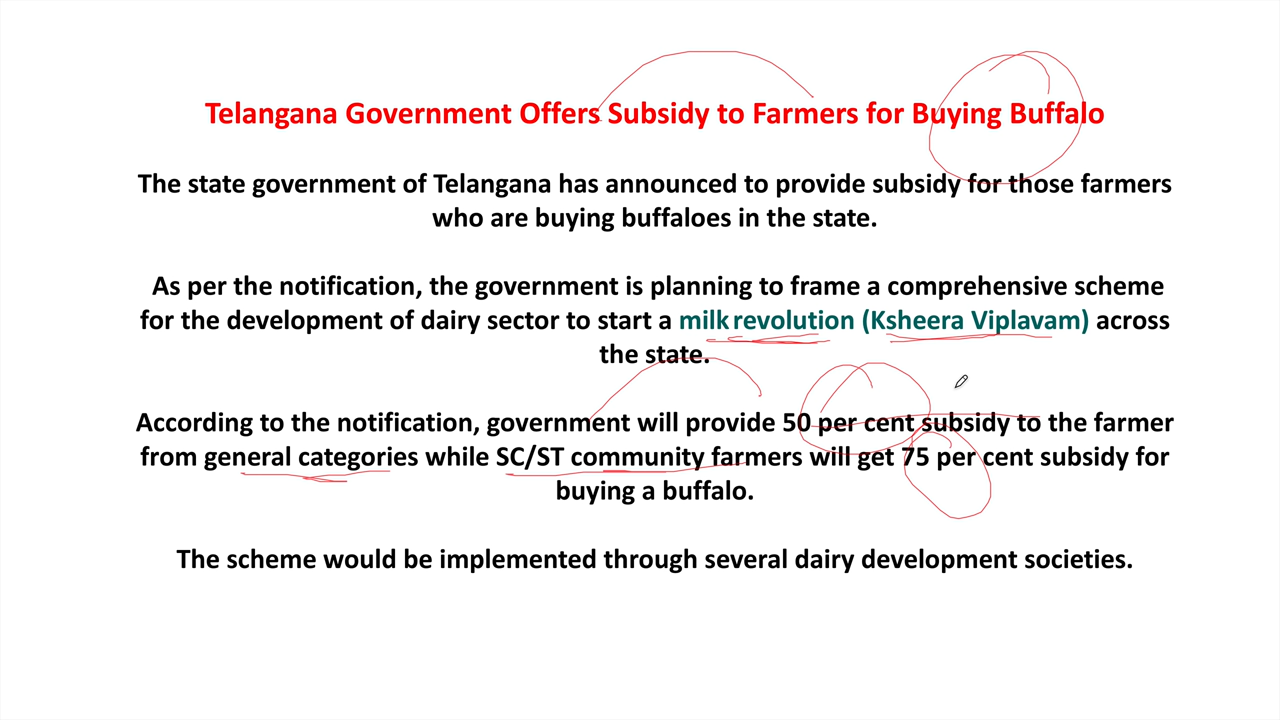 Telangana Government Offers Subsidy to Farmers for Buying Buffalo
The state government of Telangana has announced to provide subsidy for those farmers
who are buying buffaloes in the state.
As per the notification, the government is planning to frame a comprehensive scheme
for the development of dairy sector to start a milk revolution (Ksheera Viplavam) across
the state.
According to the notification, government will provide 50 per cent subsidy to the farmer
from general categories while SC/ST community farmers will get 75 per cent subsidy for
buying a buffalo.
The scheme would be implemented through several dairy development societies.